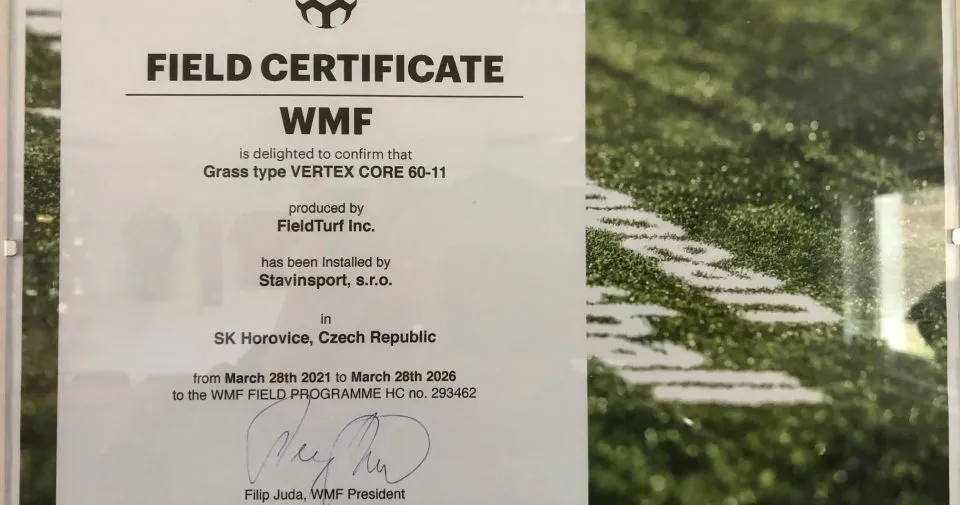 FIELD CERTIFICATE
WMF
is delighted to confirm that
Grass type VERTEX CORE 60-11
produced by
FieldTurf Inc.
has been Installed by
Stavinsport, s.r.o.
in
SK Horovice, Czech Republic
from March 28th 2021 to March 28th 2026
to the WMF FIELD PROGRAMME HC no. 293462
Filip Juda, WMF President